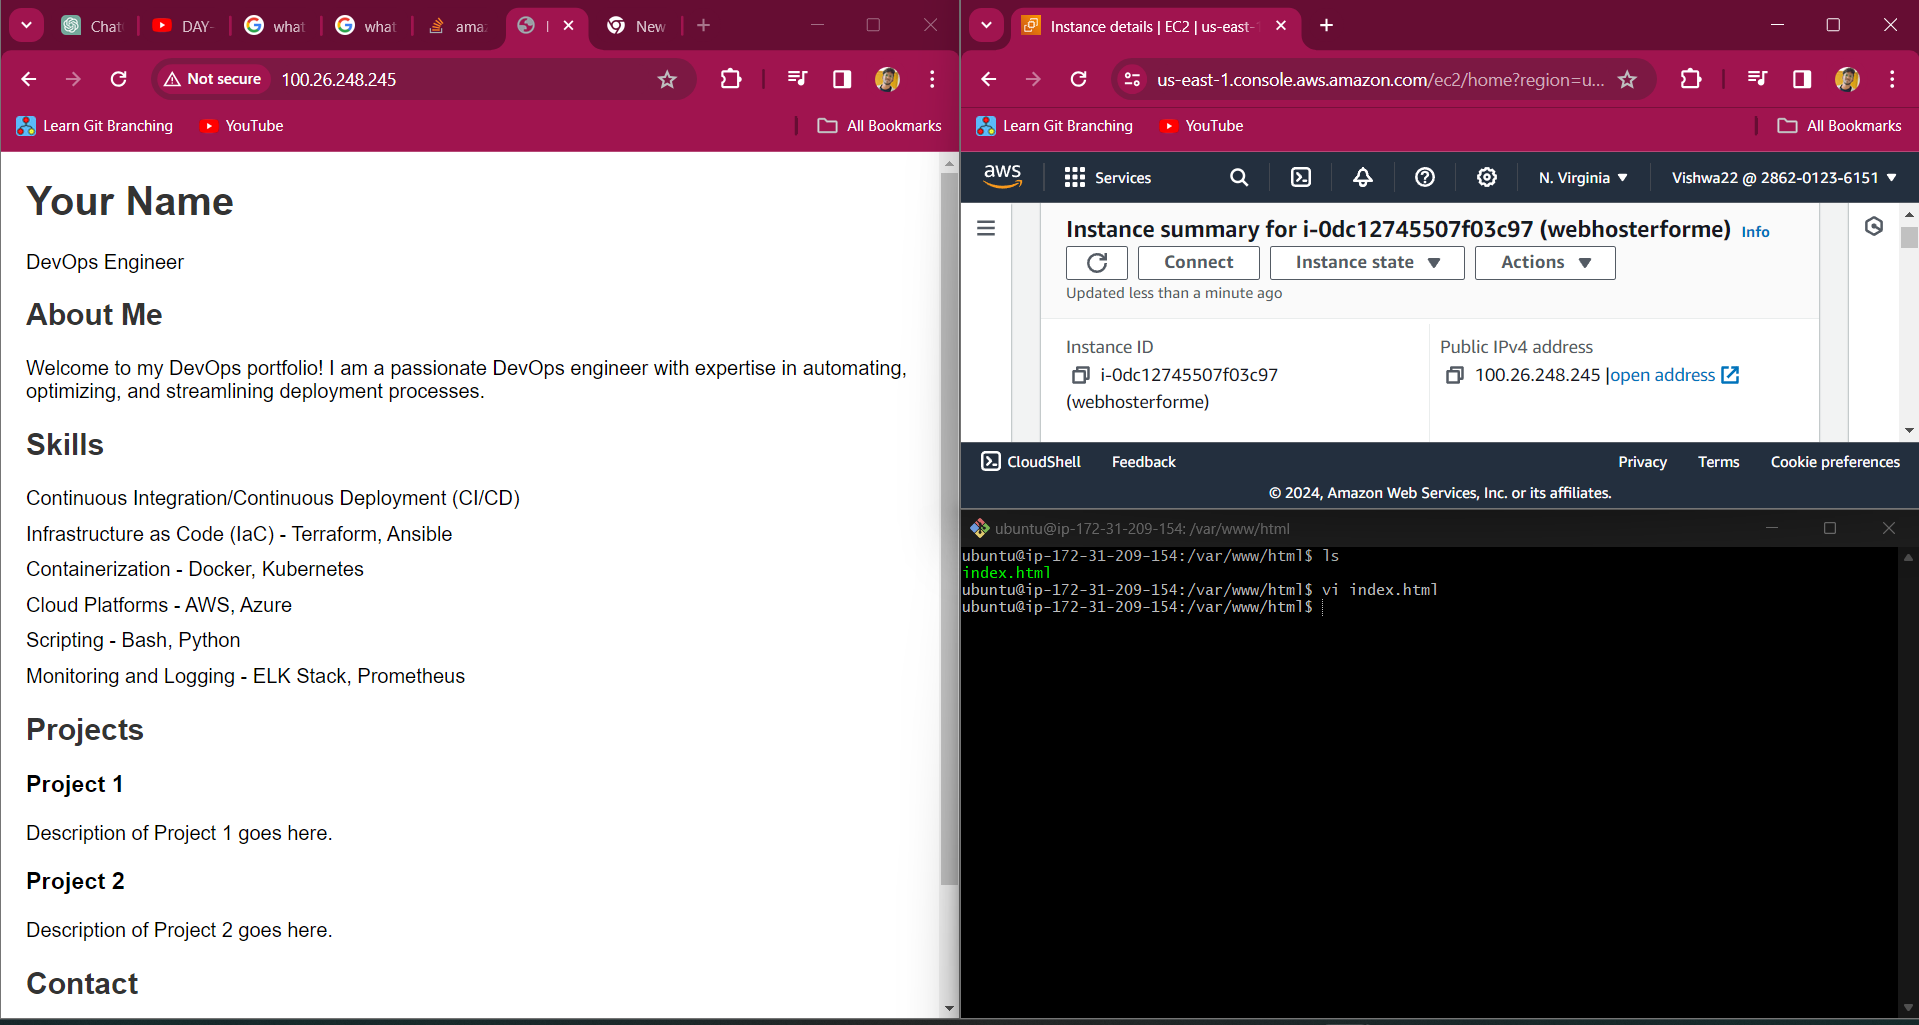 Chat
DAY-
what
what
ama
New
Not secure
100.26.248.245
Learn Git Branching
YouTube
All Bookmarks
Your Name
DevOps Engineer
About Me
Welcome to my DevOps portfolio! I am a passionate DevOps engineer with expertise in automating,
optimizing, and streamlining deployment processes.
Skills
Continuous Integration/Continuous Deployment (CI/CD)
Infrastructure as Code (IaC) - Terraform, Ansible
Containerization - Docker, Kubernetes
Cloud Platforms - AWS, Azure
Scripting - Bash, Python
Monitoring and Logging - ELK Stack, Prometheus
Projects
Project 1
Description of Project 1 goes here.
Project 2
Description of Project 2 goes here.
Contact
Instance details | EC2 | us-east-1
us-east-1.console.aws.amazon.com/ec2/home?region=u...
Learn Git Branching
YouTube
All Bookmarks
aws
Services
N. Virginia
Vishwa22 @ 2862-0123-6151
Instance summary for i-0dc12745507f03c97 (webhosterforme) Info
Connect
Instance state
Actions
Updated less than a minute ago
Instance ID
i-0dc12745507f03c97
(webhosterforme)
Public IPv4 address
100.26.248.245 |open address
CloudShell
Feedback
Privacy
Terms
Cookie preferences
© 2024, Amazon Web Services, Inc. or its affiliates.
ubuntu@ip-172-31-209-154: /var/www/html
ubuntu@ip-172-31-209-154:/var/www/html$ ls
index.html
ubuntu@ip-172-31-209-154:/var/www/html$ vi index.html
ubuntu@ip-172-31-209-154:/var/www/html$